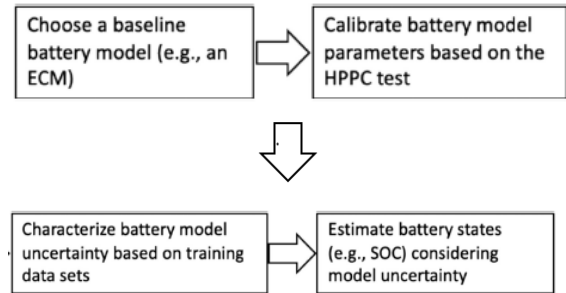 Choose a baseline
battery model (e.g., an
ECM)
Calibrate battery model
parameters based on the
HPPC test
Characterize battery model
uncertainty based on training
data sets
Estimate battery states
(e.g., SOC) considering
model uncertainty